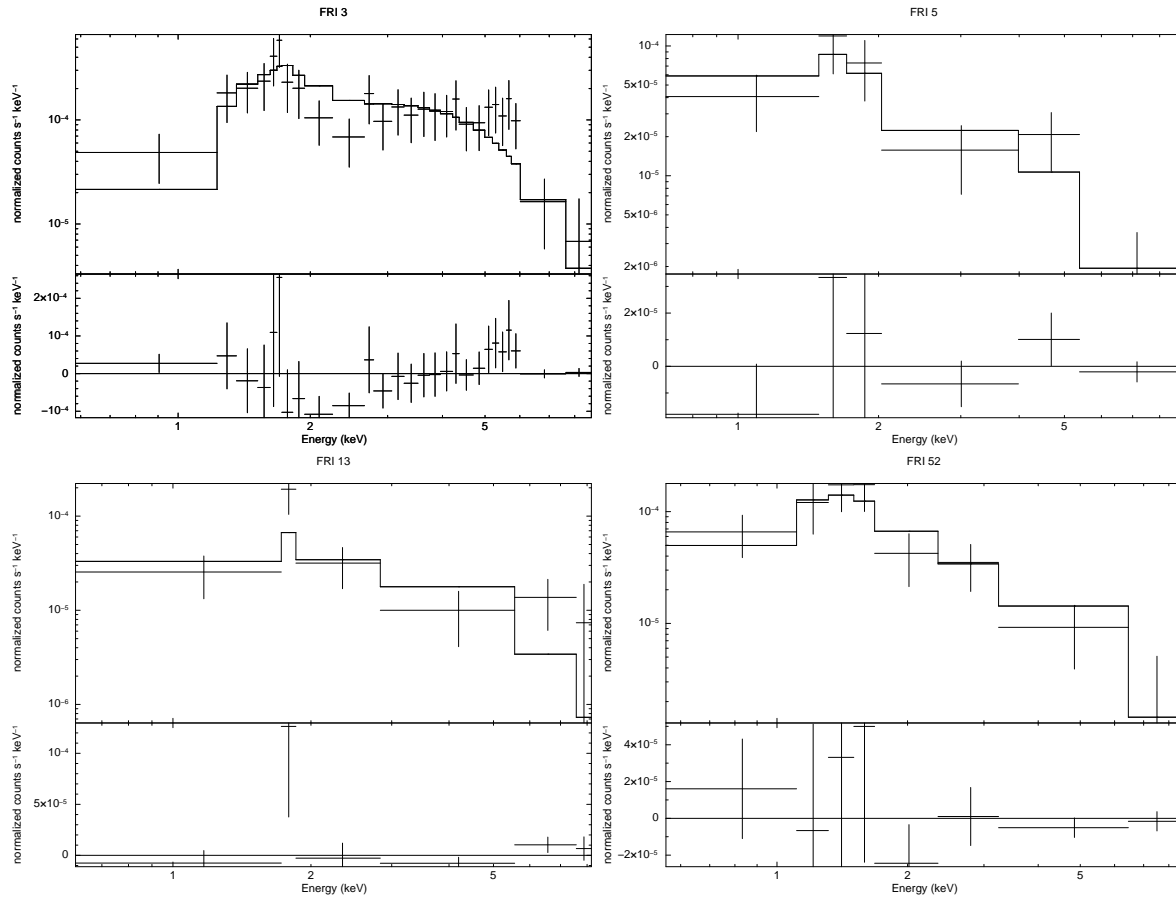 FRI 3
normalized counts s⁻¹ keV⁻¹
10⁻⁴
10⁻⁵
normalized counts s⁻¹ keV⁻¹
2×10⁻⁴
10⁻⁴
0
−10⁻⁴
1 2 5
Energy (keV)
FRI 5
normalized counts s⁻¹ keV⁻¹
10⁻⁴
5×10⁻⁵
2×10⁻⁵
10⁻⁵
5×10⁻⁶
2×10⁻⁶
normalized counts s⁻¹ keV⁻¹
2×10⁻⁵
0
1 2 5
Energy (keV)
FRI 13
normalized counts s⁻¹ keV⁻¹
10⁻⁴
10⁻⁵
10⁻⁶
normalized counts s⁻¹ keV⁻¹
10⁻⁴
5×10⁻⁵
0
1 2 5
Energy (keV)
FRI 52
normalized counts s⁻¹ keV⁻¹
10⁻⁴
10⁻⁵
normalized counts s⁻¹ keV⁻¹
4×10⁻⁵
2×10⁻⁵
0
−2×10⁻⁵
1 2 5
Energy (keV)